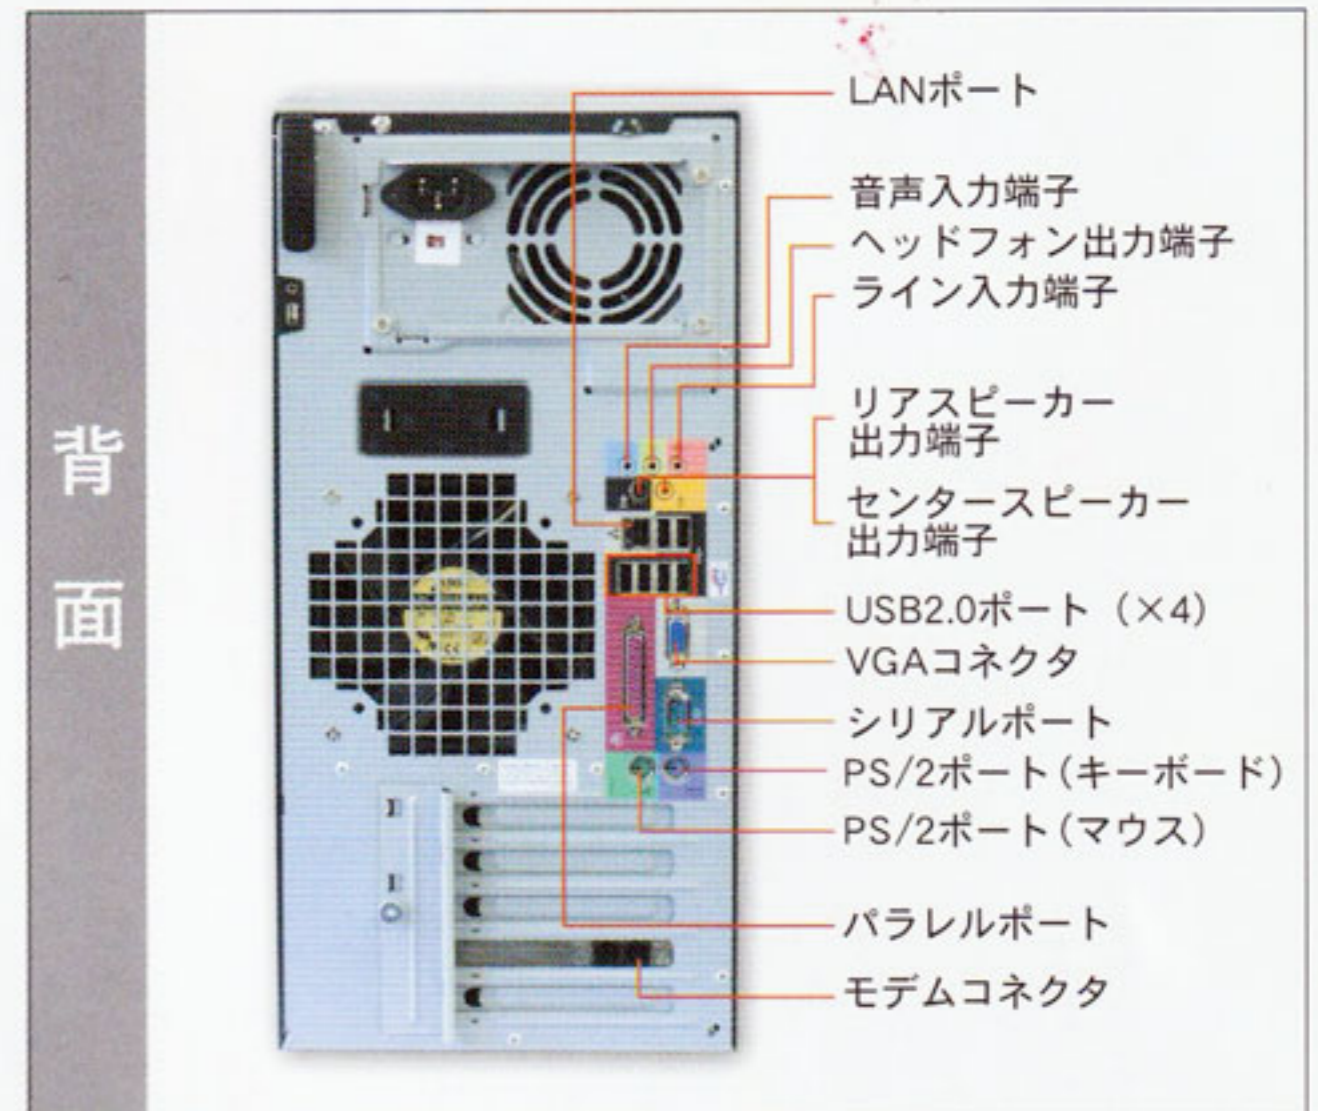 背面
LANポート
音声入力端子
ヘッドフォン出力端子
ライン入力端子
リアスピーカー
出力端子
センタースピーカー
出力端子
USB2.0ポート（×4）
VGAコネクタ
シリアルポート
PS/2ポート（キーボード）
PS/2ポート（マウス）
パラレルポート
モデムコネクタ